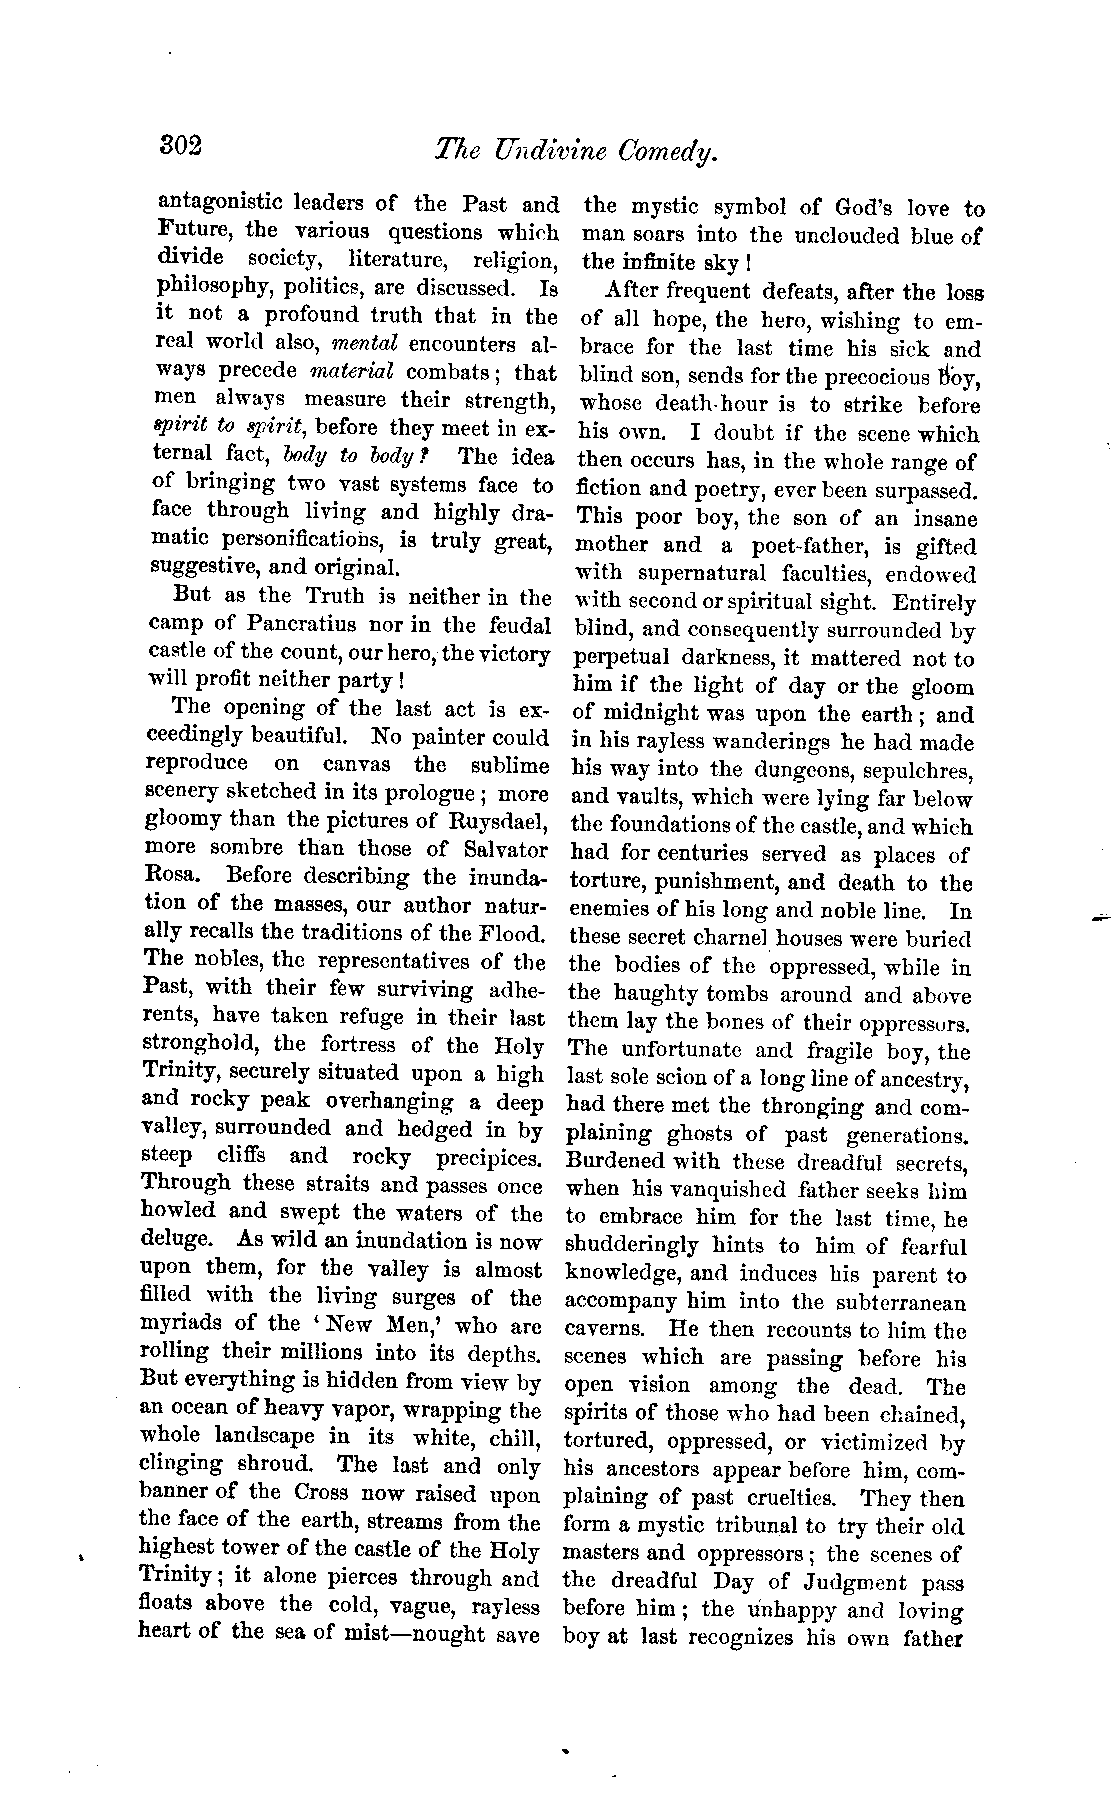 302
The Undivine Comedy.
antagonistic leaders of the Past and
Future, the various questions which
divide society, literature, religion,
philosophy, politics, are discussed. Is
it not a profound truth that in the
real world also, mental encounters al-
ways precede material combats; that
men always measure their strength,
spirit to spirit, before they meet in ex-
ternal fact, body to body? The idea
of bringing two vast systems face to
face through living and highly dra-
matic personifications, is truly great,
suggestive, and original.
But as the Truth is neither in the
camp of Pancratius nor in the feudal
castle of the count, our hero, the victory
will profit neither party!
The opening of the last act is ex-
ceedingly beautiful. No painter could
reproduce on canvas the sublime
scenery sketched in its prologue; more
gloomy than the pictures of Ruysdael,
more sombre than those of Salvator
Rosa. Before describing the inunda-
tion of the masses, our author natur-
ally recalls the traditions of the Flood.
The nobles, the representatives of the
Past, with their few surviving adhe-
rents, have taken refuge in their last
stronghold, the fortress of the Holy
Trinity, securely situated upon a high
and rocky peak overhanging a deep
valley, surrounded and hedged in by
steep cliffs and rocky precipices.
Through these straits and passes once
howled and swept the waters of the
deluge. As wild an inundation is now
upon them, for the valley is almost
filled with the living surges of the
myriads of the ‘New Men,’ who are
rolling their millions into its depths.
But everything is hidden from view by
an ocean of heavy vapor, wrapping the
whole landscape in its white, chill,
clinging shroud. The last and only
banner of the Cross now raised upon
the face of the earth, streams from the
highest tower of the castle of the Holy
Trinity; it alone pierces through and
floats above the cold, vague, rayless
heart of the sea of mist—nought save
the mystic symbol of God's love to
man soars into the unclouded blue of
the infinite sky!
After frequent defeats, after the loss
of all hope, the hero, wishing to em-
brace for the last time his sick and
blind son, sends for the precocious boy,
whose death-hour is to strike before
his own. I doubt if the scene which
then occurs has, in the whole range of
fiction and poetry, ever been surpassed.
This poor boy, the son of an insane
mother and a poet-father, is gifted
with supernatural faculties, endowed
with second or spiritual sight. Entirely
blind, and consequently surrounded by
perpetual darkness, it mattered not to
him if the light of day or the gloom
of midnight was upon the earth; and
in his rayless wanderings he had made
his way into the dungeons, sepulchres,
and vaults, which were lying far below
the foundations of the castle, and which
had for centuries served as places of
torture, punishment, and death to the
enemies of his long and noble line. In
these secret charnel houses were buried
the bodies of the oppressed, while in
the haughty tombs around and above
them lay the bones of their oppressors.
The unfortunate and fragile boy, the
last sole scion of a long line of ancestry,
had there met the thronging and com-
plaining ghosts of past generations.
Burdened with these dreadful secrets,
when his vanquished father seeks him
to embrace him for the last time, he
shudderingly hints to him of fearful
knowledge, and induces his parent to
accompany him into the subterranean
caverns. He then recounts to him the
scenes which are passing before his
open vision among the dead. The
spirits of those who had been chained,
tortured, oppressed, or victimized by
his ancestors appear before him, com-
plaining of past cruelties. They then
form a mystic tribunal to try their old
masters and oppressors; the scenes of
the dreadful Day of Judgment pass
before him; the unhappy and loving
boy at last recognizes his own father